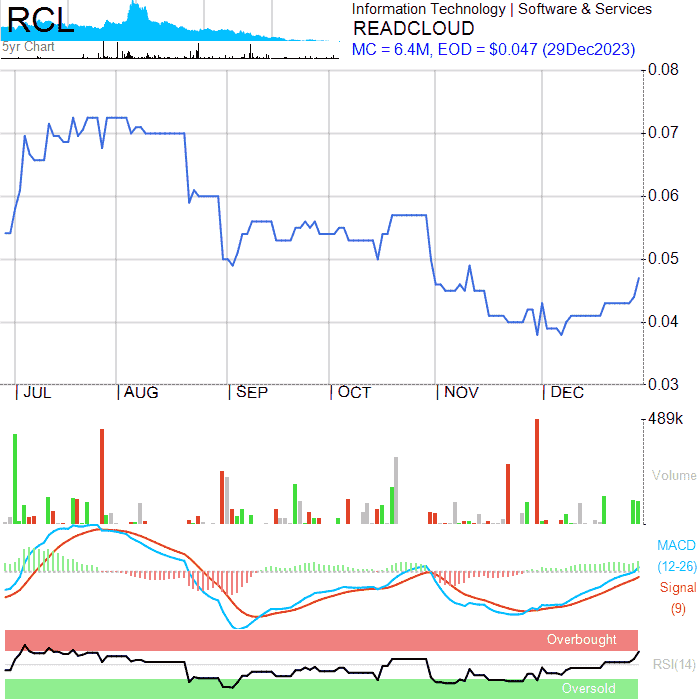 RCL
5yr Chart
Information Technology | Software & Services
READCLOUD
MC = 6.4M, EOD = $0.047 (29Dec2023)
0.08
0.07
0.06
0.05
0.04
0.03
JUL AUG SEP OCT NOV DEC
489k
Volume
MACD
(12-26)
Signal
(9)
Overbought
RSI(14)
Oversold